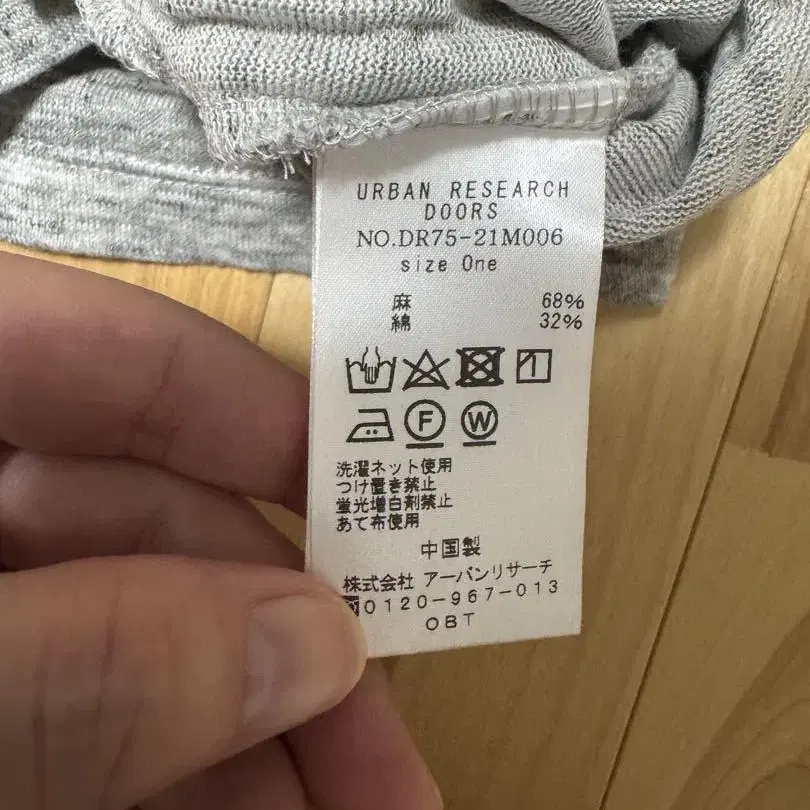 URBAN RESEARCH
DOORS
NO.DR75-21M006
size One
麻 68%
綿 32%
F W
洗濯ネット使用
つけ置き禁止
蛍光増白剤禁止
あて布使用
中国製
株式会社 アーバンリサーチ
0120-967-013
OBT